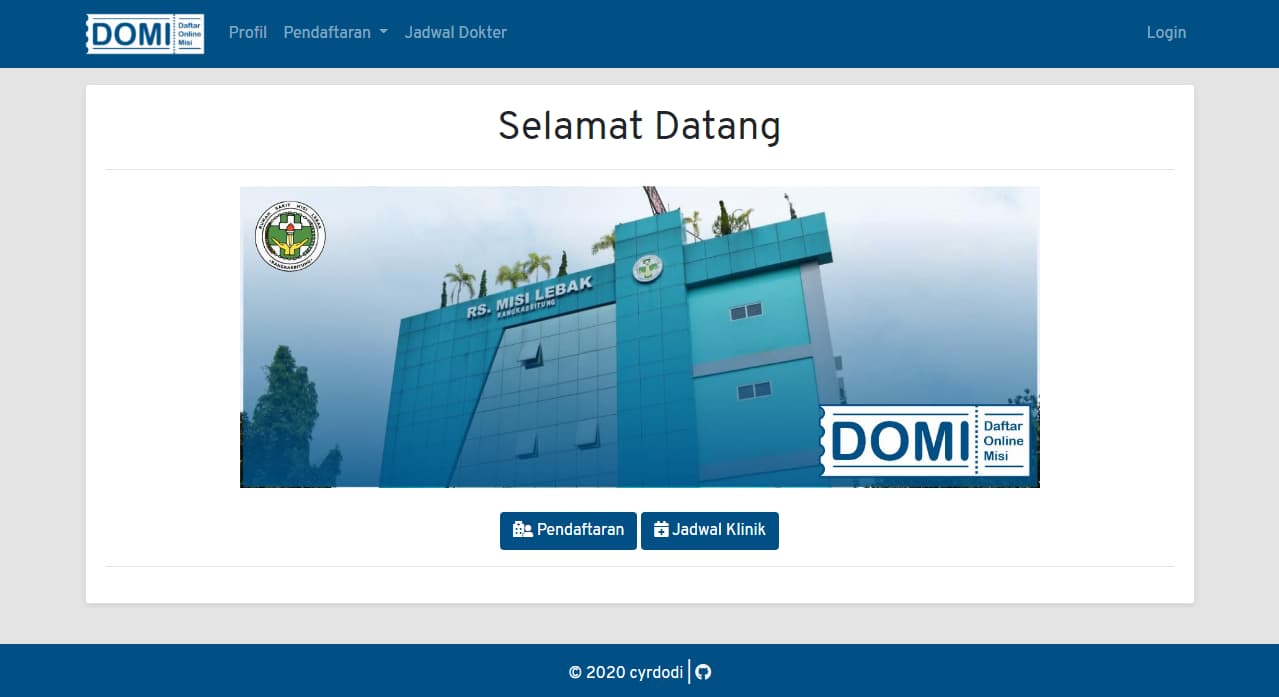 DOMI
Daftar
Online
Misi
Profil
Pendaftaran
Jadwal Dokter
Login
Selamat Datang
RUMAH SAKIT MISI LEBAK
RANGKASBITUNG
RS. MISI LEBAK
RANGKASBITUNG
DOMI
Daftar
Online
Misi
Pendaftaran
Jadwal Klinik
© 2020 cyrdodi